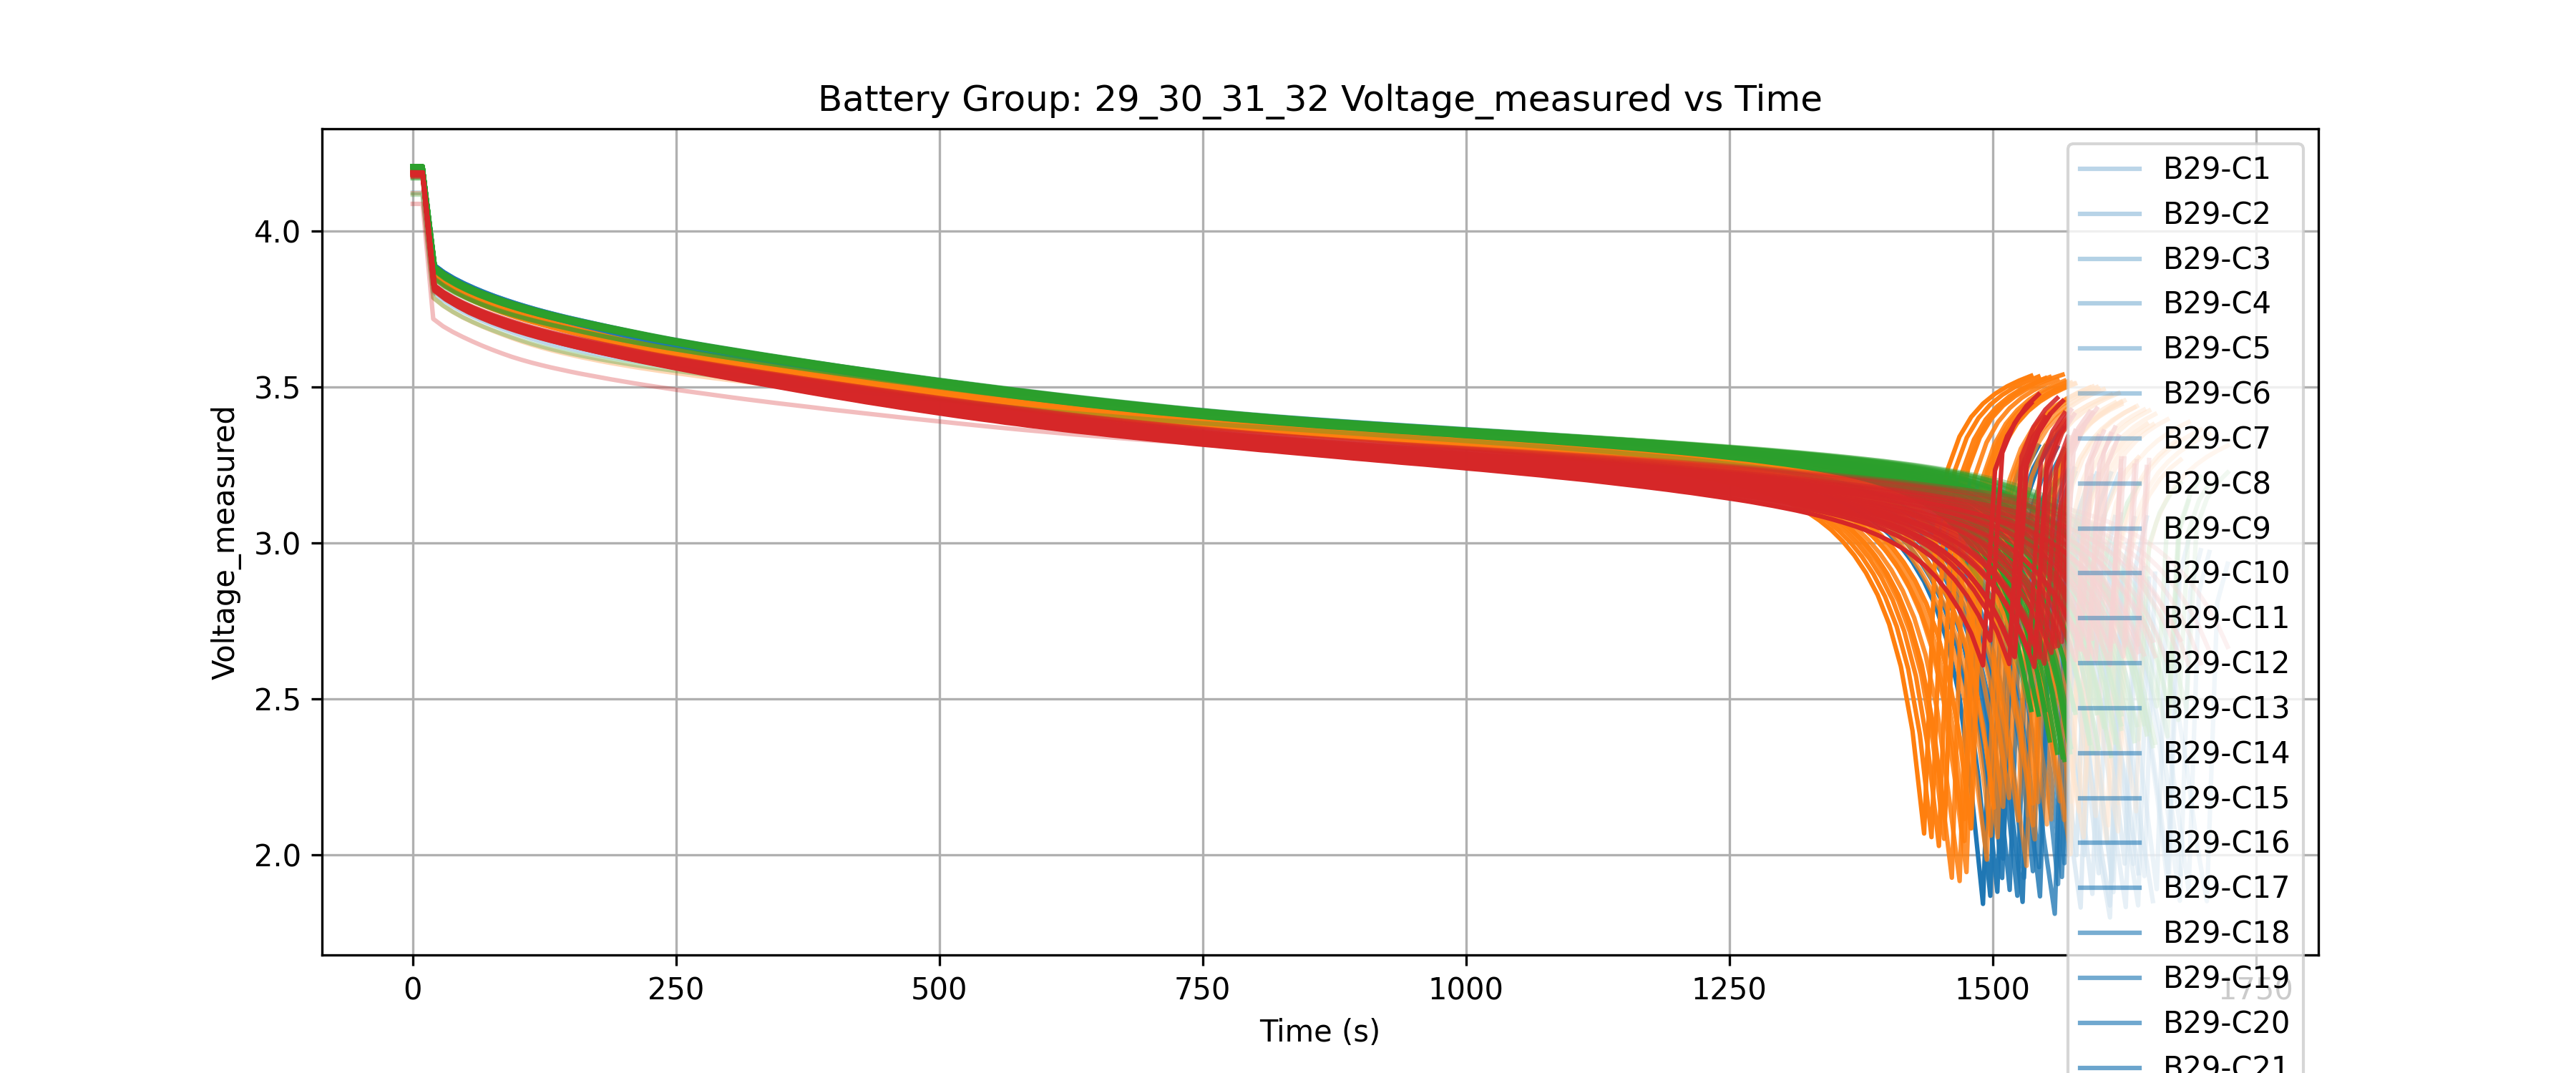 Battery Group: 29_30_31_32 Voltage_measured vs Time
Voltage_measured
4.0
3.5
3.0
2.5
2.0
0
250
500
750
1000
1250
1500
1750
Time (s)
B29-C1
B29-C2
B29-C3
B29-C4
B29-C5
B29-C6
B29-C7
B29-C8
B29-C9
B29-C10
B29-C11
B29-C12
B29-C13
B29-C14
B29-C15
B29-C16
B29-C17
B29-C18
B29-C19
B29-C20
B29-C21